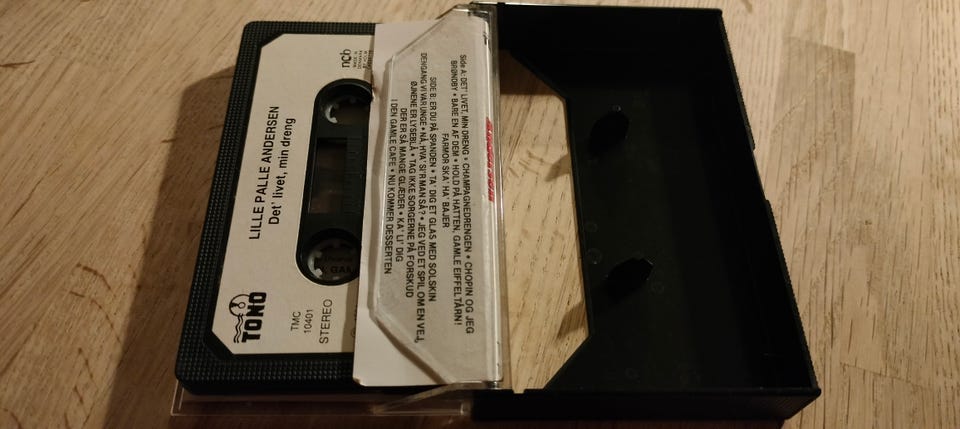 LILLE PALLE ANDERSEN
Det' livet, min dreng
ncb
TONO
TMC
10401
STEREO
Side A: DET' LIVET, MIN DRENG • CHAMPAGNEDRENGEN • CHOPIN OG JEG
BRØNDBY • BARE EN AF DEM • HOLD PÅ HATTEN, GAMLE EIFFELTÅRN!
FARMOR SKA' HA' BAJER
SIDE B: ER DU PÅ SPANDEN • TA' DIG ET GLAS MED SOLSKIN
DENGANG VI VAR UNGE • NÅ, HVA' SI'R MAN SÅ? • JEG VED ET SPIL OM EN VEJ,
ØJNENE ER LYSEBLÅ • TAG IKKE SORGERNE PÅ FORSKUD
DER ER SÅ MANGE GLÆDER • KA' LI' DIG
I DEN GAMLE CAFE • NU KOMMER DESSERTEN